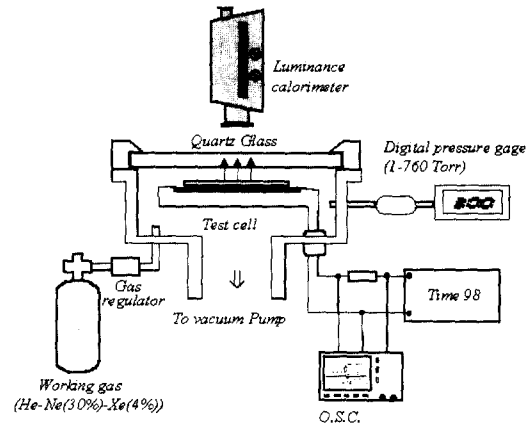 Luminance
calorimeter
Quartz Glass
Digital pressure gage
(1-760 Torr)
200
Test cell
Gas
regulator
To vacuum Pump
Time 98
Working gas
(He-Ne(30%)-Xe(4%))
O.S.C.